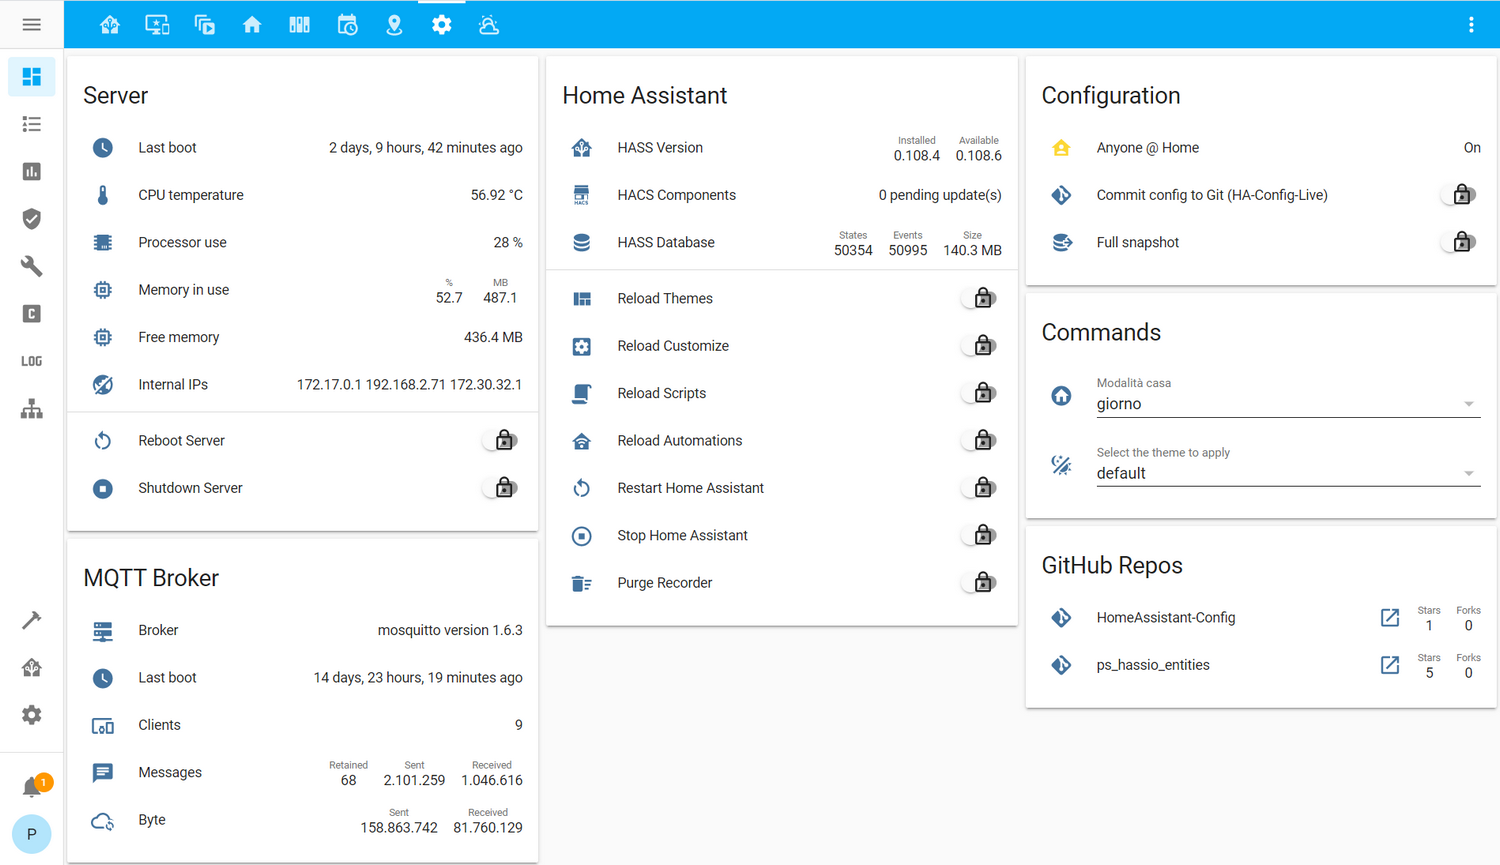 LOG
1
P
Server
Last boot 2 days, 9 hours, 42 minutes ago
CPU temperature 56.92 °C
Processor use 28 %
Memory in use % 52.7 MB 487.1
Free memory 436.4 MB
Internal IPs 172.17.0.1 192.168.2.71 172.30.32.1
Reboot Server
Shutdown Server
MQTT Broker
Broker mosquitto version 1.6.3
Last boot 14 days, 23 hours, 19 minutes ago
Clients 9
Messages Retained 68 Sent 2.101.259 Received 1.046.616
Byte Sent 158.863.742 Received 81.760.129
Home Assistant
HASS Version Installed 0.108.4 Available 0.108.6
HACS
HACS Components 0 pending update(s)
HASS Database States 50354 Events 50995 Size 140.3 MB
Reload Themes
Reload Customize
Reload Scripts
Reload Automations
Restart Home Assistant
Stop Home Assistant
Purge Recorder
Configuration
Anyone @ Home On
Commit config to Git (HA-Config-Live)
Full snapshot
Commands
Modalità casa
giorno
Select the theme to apply
default
GitHub Repos
HomeAssistant-Config Stars 1 Forks 0
ps_hassio_entities Stars 5 Forks 0
C